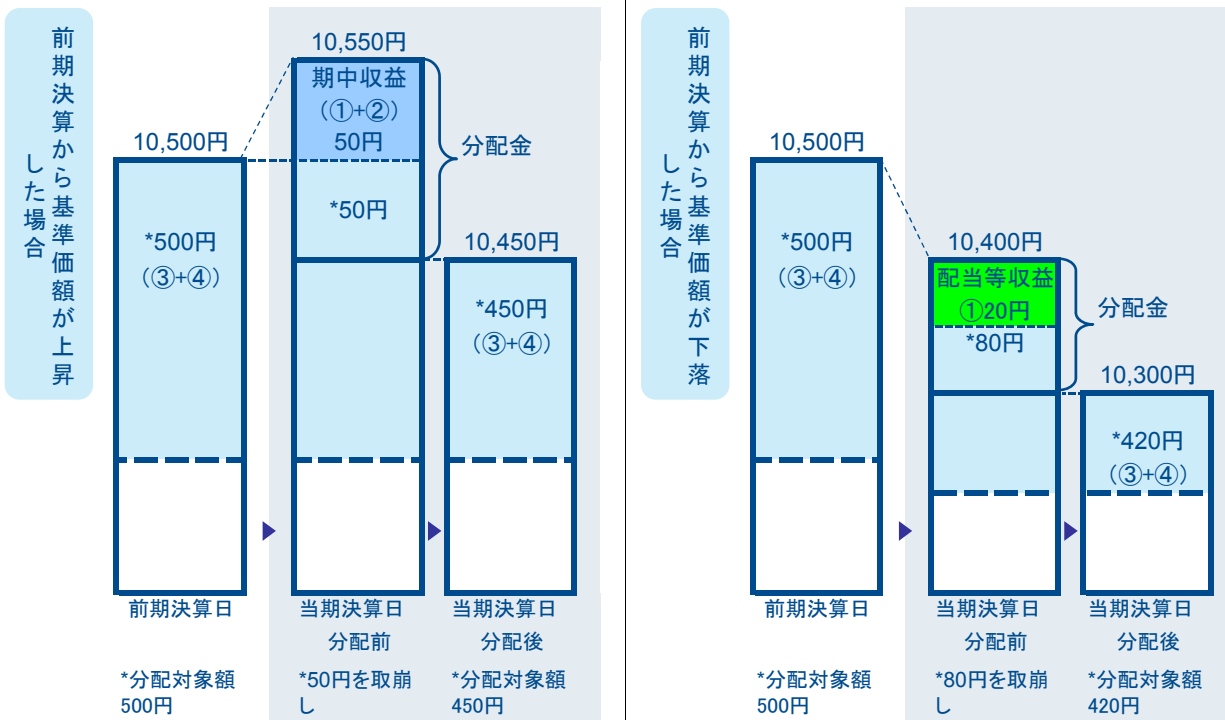 前期決算から基準価額が上昇
した場合
10,550円
期中収益
（①+②）
50円
10,500円
分配金
*50円
*500円
（③+④）
10,450円
*450円
（③+④）
前期決算日
当期決算日
分配前
当期決算日
分配後
*分配対象額
500円
*50円を取崩
し
*分配対象額
450円
前期決算から基準価額が下落
した場合
10,500円
*500円
（③+④）
10,400円
配当等収益
①20円
*80円
分配金
10,300円
*420円
（③+④）
前期決算日
当期決算日
分配前
当期決算日
分配後
*分配対象額
500円
*80円を取崩
し
*分配対象額
420円